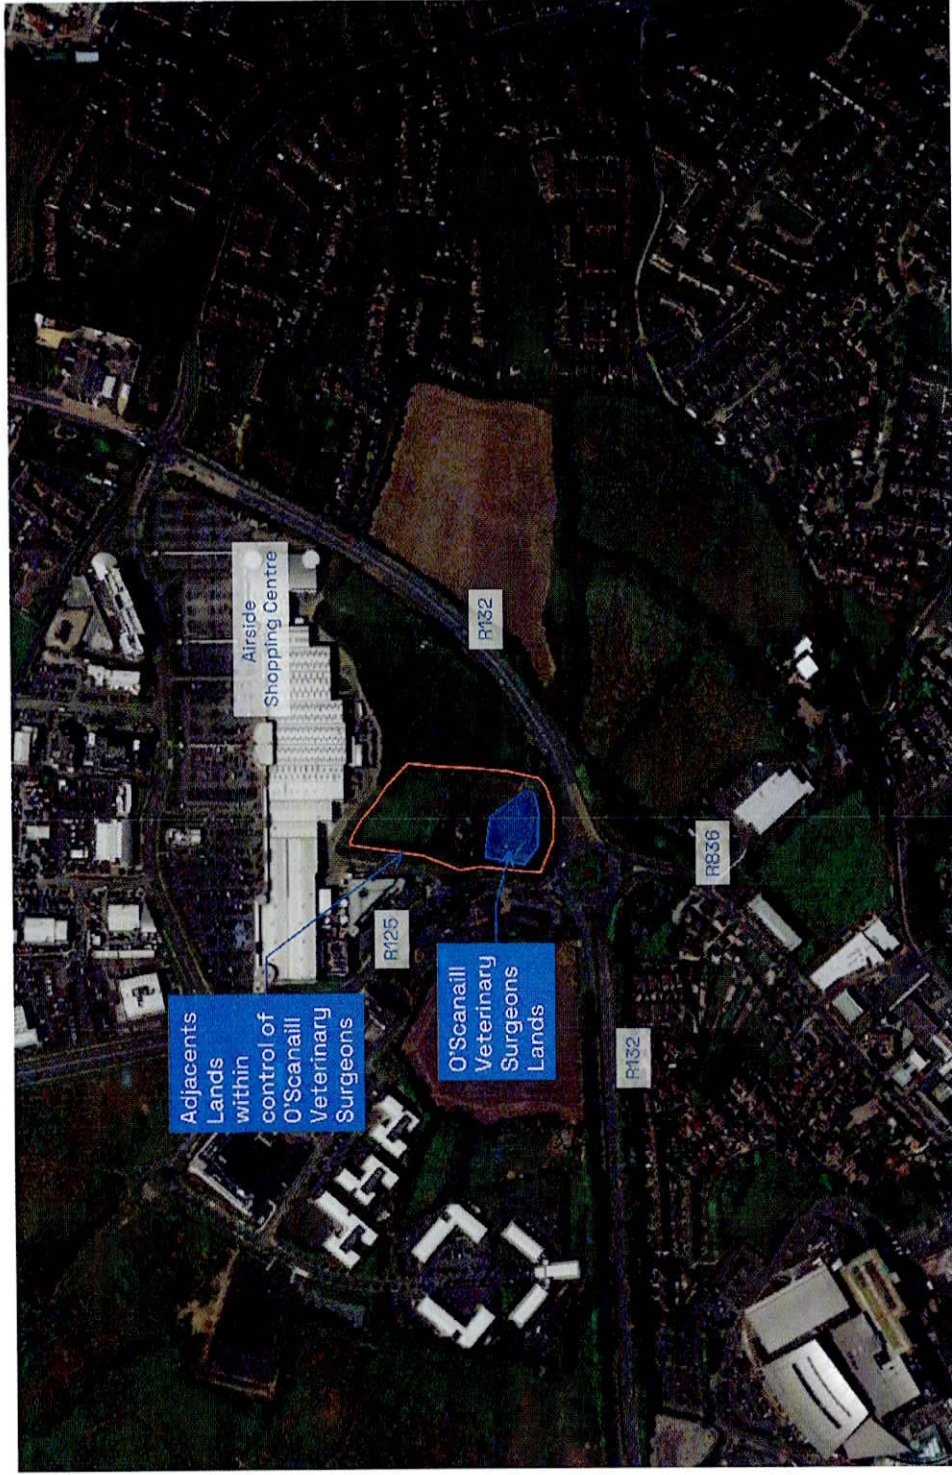 Adjacents
Lands
within
control of
O'Scanaill
Veterinary
Surgeons
Airside
Shopping Centre
R125
O'Scanaill
Veterinary
Surgeons
Lands
R132
R132
R836